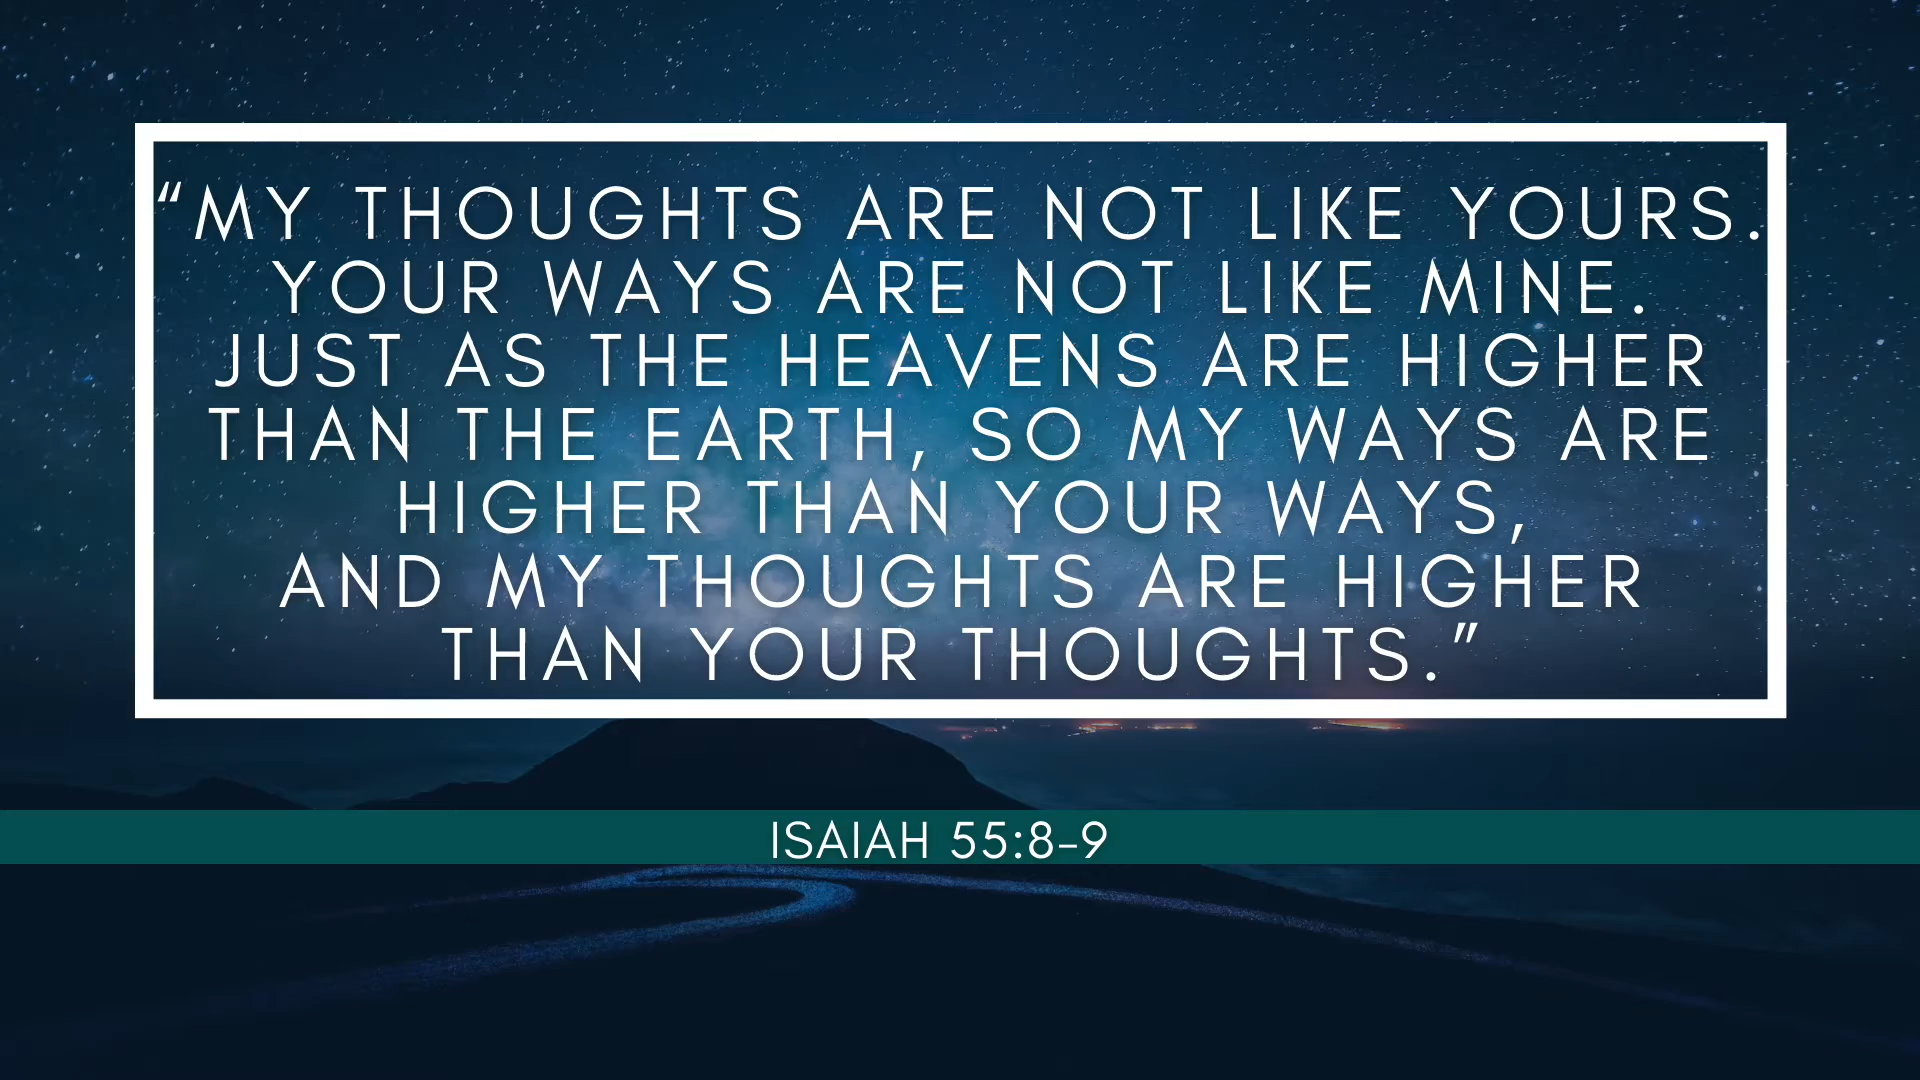 “MY THOUGHTS ARE NOT LIKE YOURS.
YOUR WAYS ARE NOT LIKE MINE.
JUST AS THE HEAVENS ARE HIGHER
THAN THE EARTH, SO MY WAYS ARE
HIGHER THAN YOUR WAYS,
AND MY THOUGHTS ARE HIGHER
THAN YOUR THOUGHTS.”
ISAIAH 55:8-9